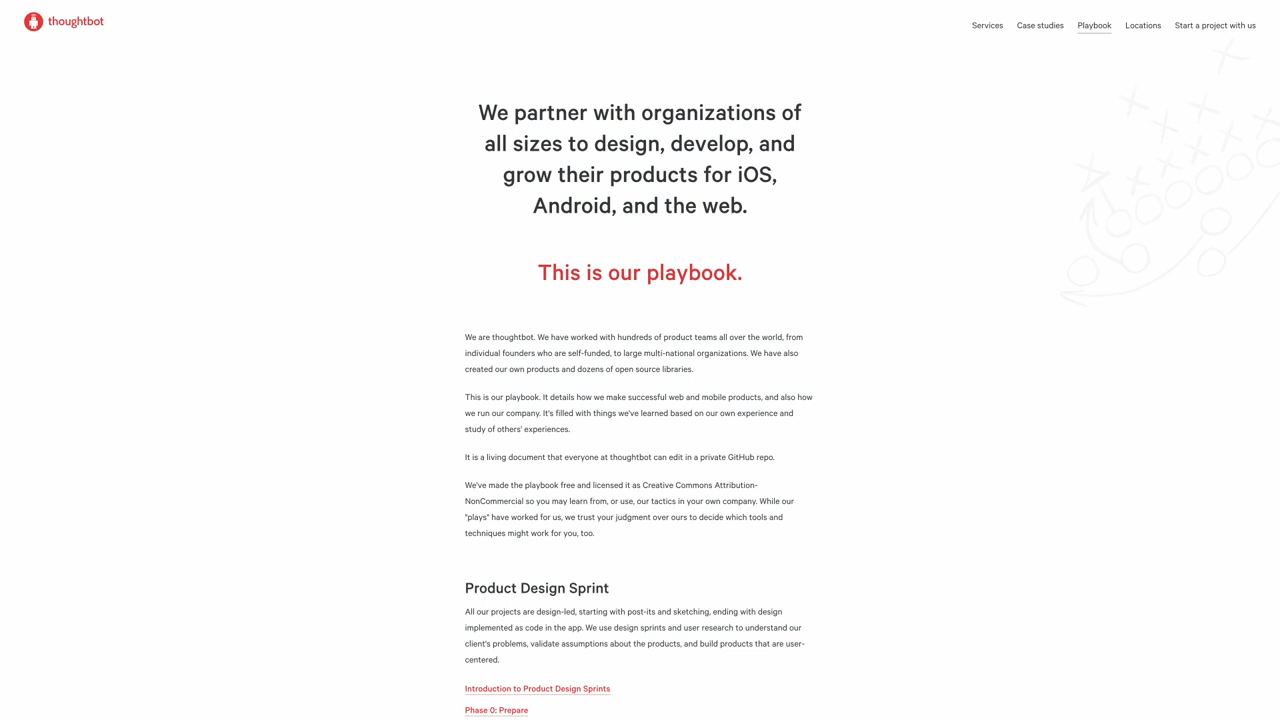 thoughtbot
Services Case studies Playbook Locations Start a project with us
We partner with organizations of
all sizes to design, develop, and
grow their products for iOS,
Android, and the web.
This is our playbook.
We are thoughtbot. We have worked with hundreds of product teams all over the world, from
individual founders who are self-funded, to large multi-national organizations. We have also
created our own products and dozens of open source libraries.
This is our playbook. It details how we make successful web and mobile products, and also how
we run our company. It's filled with things we've learned based on our own experience and
study of others' experiences.
It is a living document that everyone at thoughtbot can edit in a private GitHub repo.
We've made the playbook free and licensed it as Creative Commons Attribution-
NonCommercial so you may learn from, or use, our tactics in your own company. While our
"plays" have worked for us, we trust your judgment over ours to decide which tools and
techniques might work for you, too.
Product Design Sprint
All our projects are design-led, starting with post-its and sketching, ending with design
implemented as code in the app. We use design sprints and user research to understand our
client's problems, validate assumptions about the products, and build products that are user-
centered.
Introduction to Product Design Sprints
Phase 0: Prepare